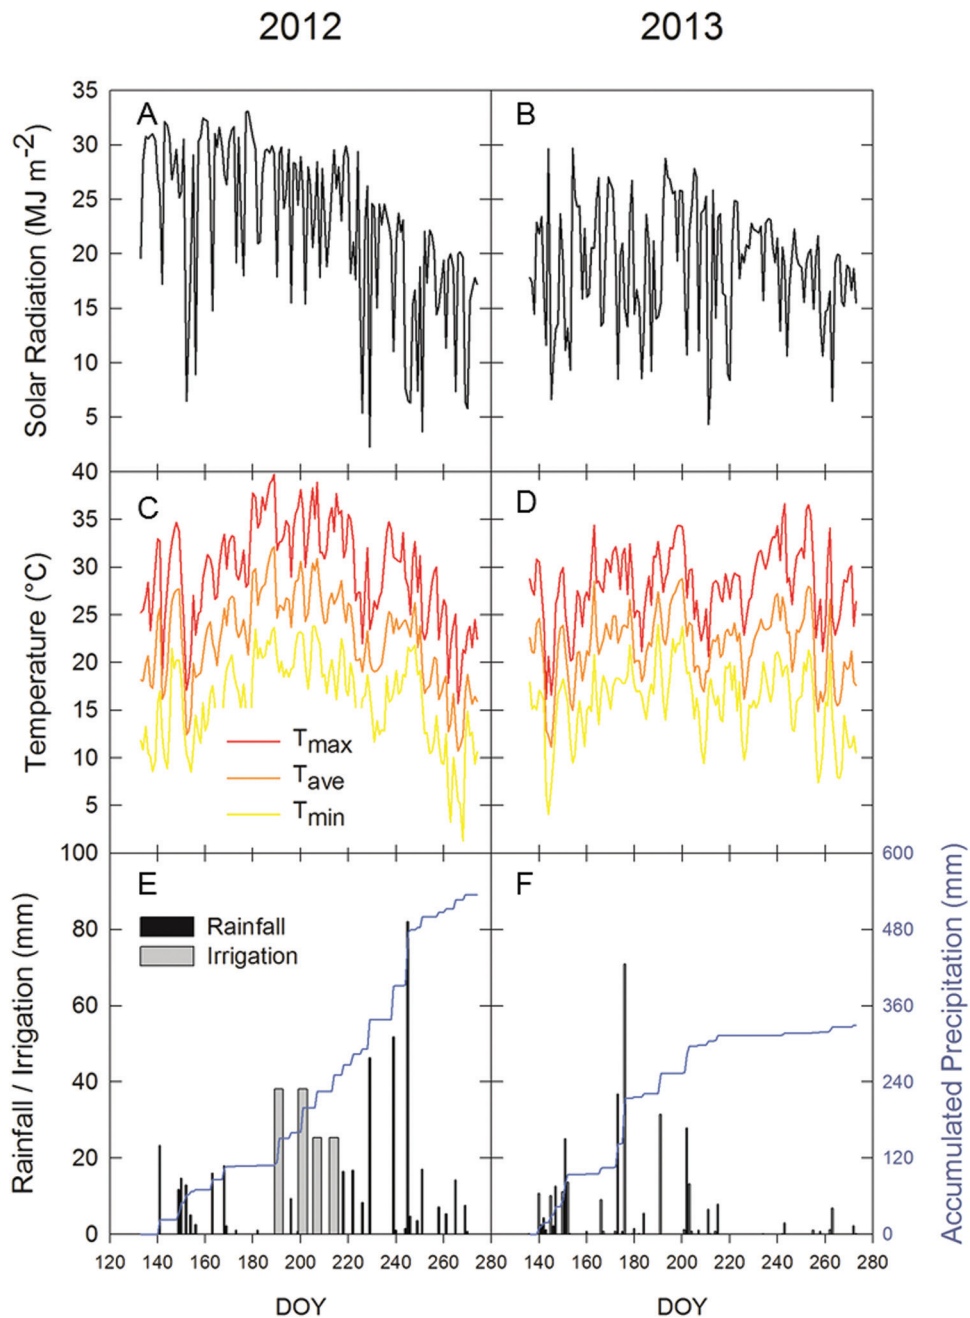 2012 2013
A B
35
30
25
20
15
10
5
Solar Radiation (MJ m⁻²)
C D
40
35
30
25
20
15
10
5
Temperature (°C)
Tmax
Tave
Tmin
E F
100
80
60
40
20
0
Rainfall / Irrigation (mm)
Rainfall
Irrigation
600
480
360
240
120
0
Accumulated Precipitation (mm)
120 140 160 180 200 220 240 260 280 140 160 180 200 220 240 260 280
DOY DOY